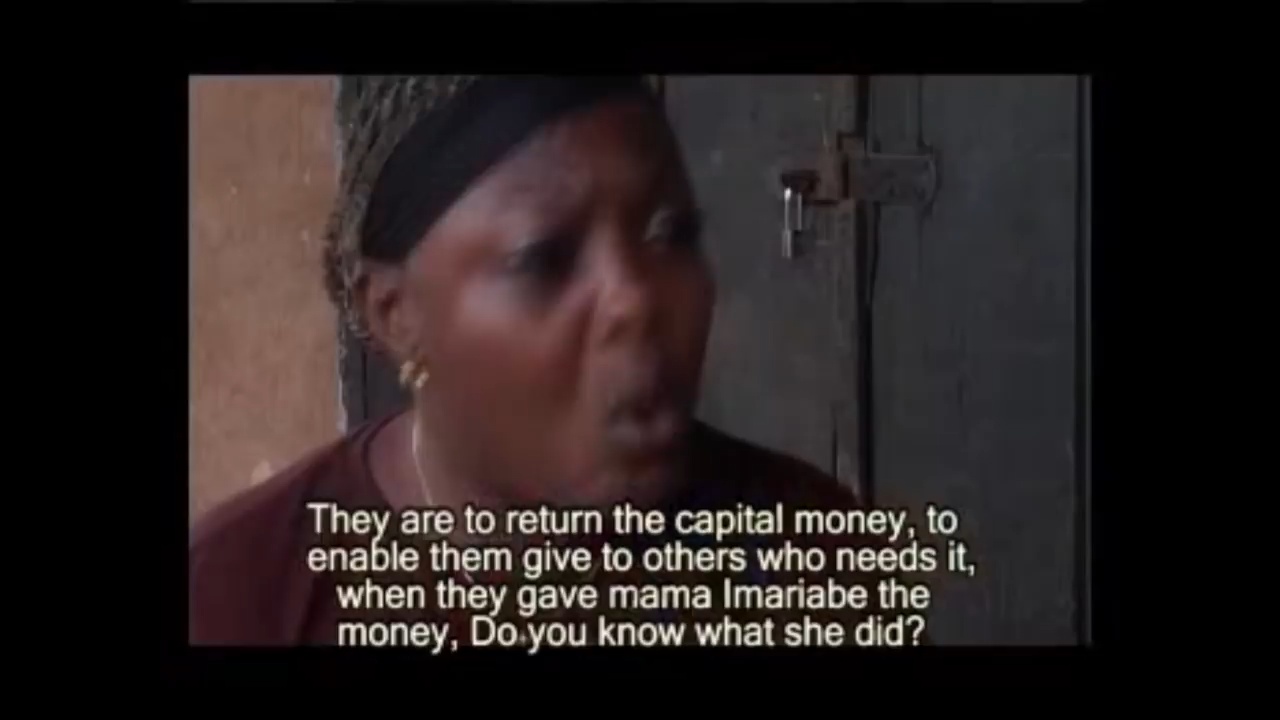 They are to return the capital money, to
enable them give to others who needs it,
when they gave mama Imariabe the
money, Do you know what she did?